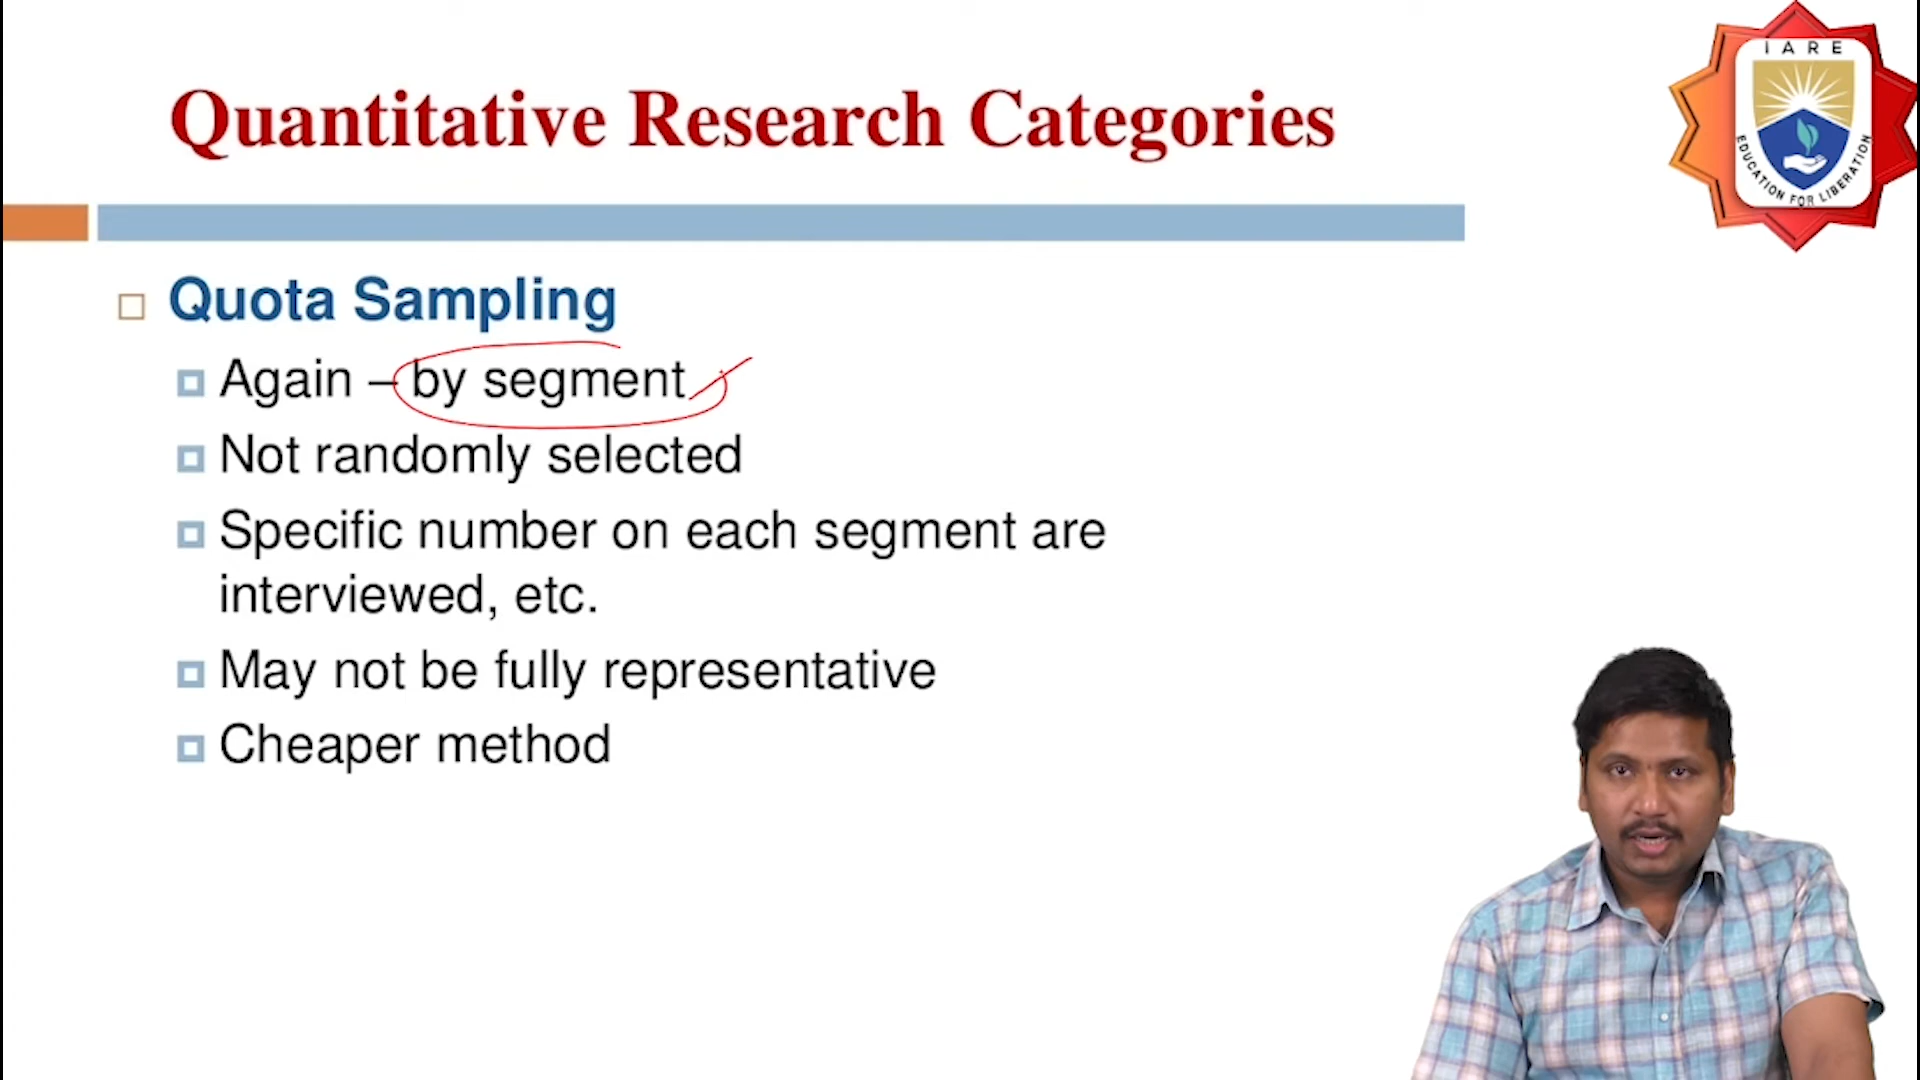 IARE
EDUCATION FOR LIBERATION
Quantitative Research Categories
Quota Sampling
Again – by segment
Not randomly selected
Specific number on each segment are
interviewed, etc.
May not be fully representative
Cheaper method